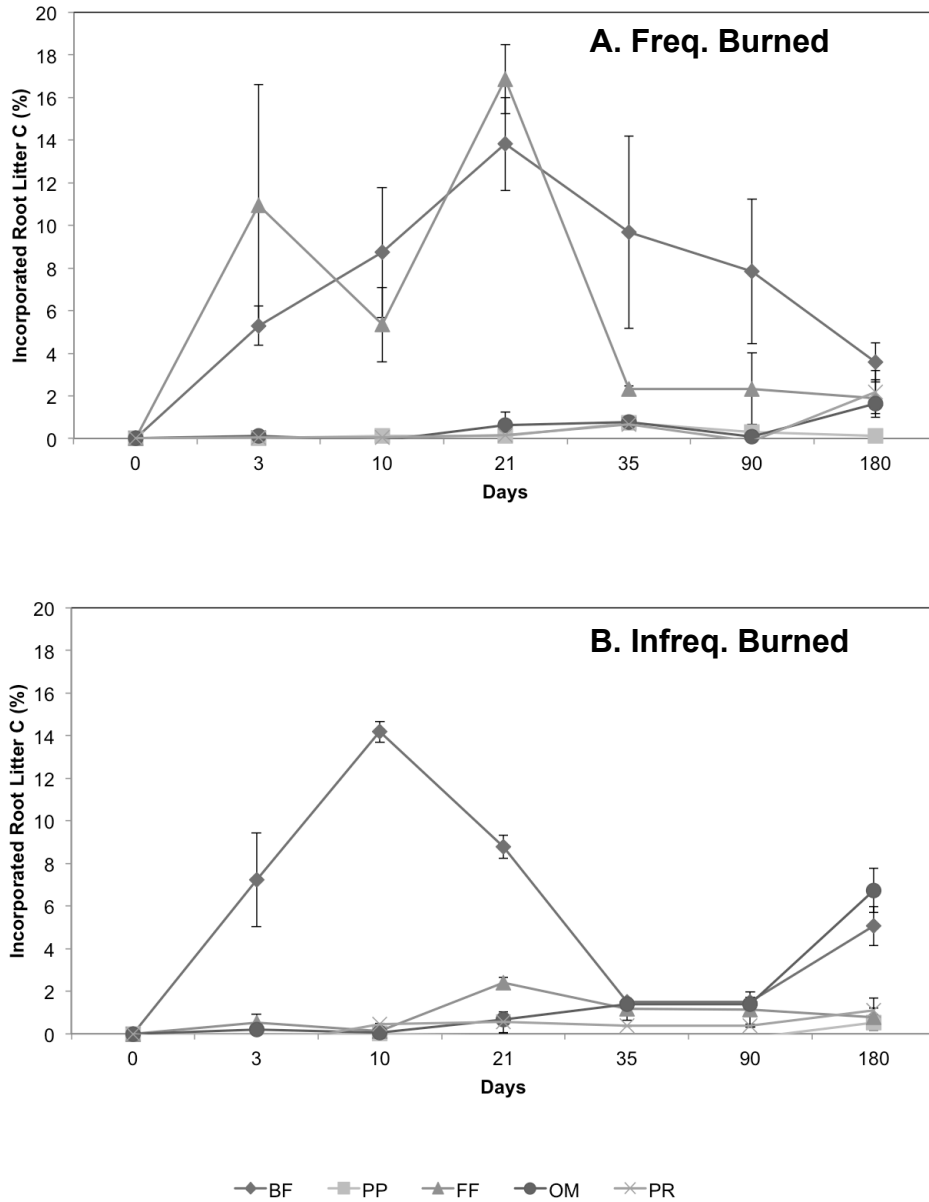 A. Freq. Burned
Incorporated Root Litter C (%)
20
18
16
14
12
10
8
6
4
2
0
0 3 10 21 35 90 180
Days
B. Infreq. Burned
Incorporated Root Litter C (%)
20
18
16
14
12
10
8
6
4
2
0
0 3 10 21 35 90 180
Days
BF PP FF OM PR